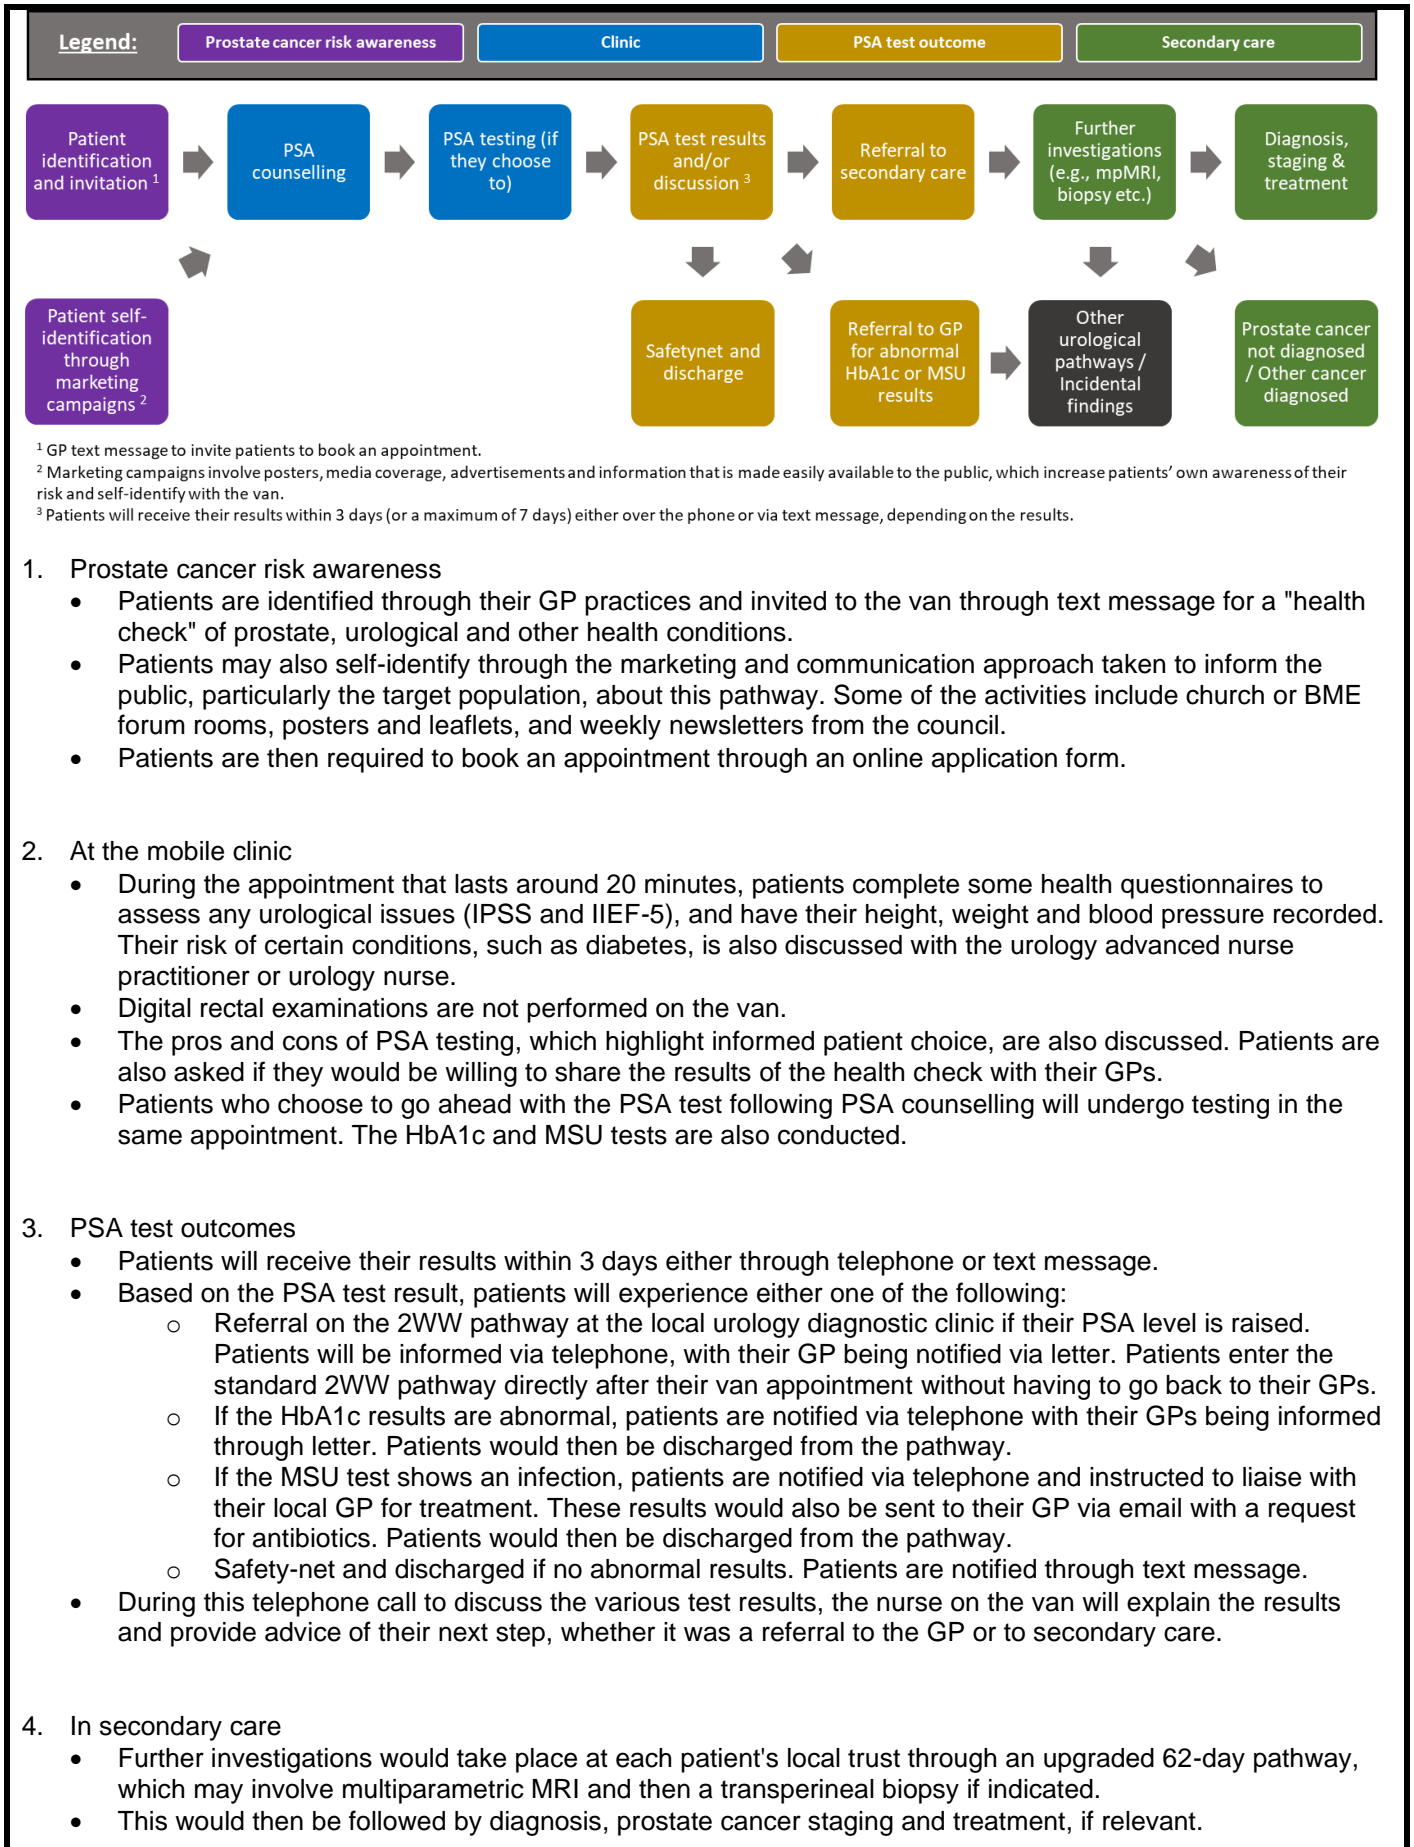 Legend:
Prostate cancer risk awareness
Clinic
PSA test outcome
Secondary care
Patient
identification
and invitation 1
PSA
counselling
PSA testing (if
they choose
to)
PSA test results
and/or
discussion 3
Referral to
secondary care
Further
investigations
(e.g., mpMRI,
biopsy etc.)
Diagnosis,
staging &
treatment
Patient self-
identification
through
marketing
campaigns 2
Safetynet and
discharge
Referral to GP
for abnormal
HbA1c or MSU
results
Other
urological
pathways /
Incidental
findings
Prostate cancer
not diagnosed
/ Other cancer
diagnosed
1 GP text message to invite patients to book an appointment.
2 Marketing campaigns involve posters, media coverage, advertisements and information that is made easily available to the public, which increase patients' own awareness of their
risk and self-identify with the van.
3 Patients will receive their results within 3 days (or a maximum of 7 days) either over the phone or via text message, depending on the results.
1. Prostate cancer risk awareness
• Patients are identified through their GP practices and invited to the van through text message for a "health
check" of prostate, urological and other health conditions.
• Patients may also self-identify through the marketing and communication approach taken to inform the
public, particularly the target population, about this pathway. Some of the activities include church or BME
forum rooms, posters and leaflets, and weekly newsletters from the council.
• Patients are then required to book an appointment through an online application form.
2. At the mobile clinic
• During the appointment that lasts around 20 minutes, patients complete some health questionnaires to
assess any urological issues (IPSS and IIEF-5), and have their height, weight and blood pressure recorded.
Their risk of certain conditions, such as diabetes, is also discussed with the urology advanced nurse
practitioner or urology nurse.
• Digital rectal examinations are not performed on the van.
• The pros and cons of PSA testing, which highlight informed patient choice, are also discussed. Patients are
also asked if they would be willing to share the results of the health check with their GPs.
• Patients who choose to go ahead with the PSA test following PSA counselling will undergo testing in the
same appointment. The HbA1c and MSU tests are also conducted.
3. PSA test outcomes
• Patients will receive their results within 3 days either through telephone or text message.
• Based on the PSA test result, patients will experience either one of the following:
o Referral on the 2WW pathway at the local urology diagnostic clinic if their PSA level is raised.
Patients will be informed via telephone, with their GP being notified via letter. Patients enter the
standard 2WW pathway directly after their van appointment without having to go back to their GPs.
o If the HbA1c results are abnormal, patients are notified via telephone with their GPs being informed
through letter. Patients would then be discharged from the pathway.
o If the MSU test shows an infection, patients are notified via telephone and instructed to liaise with
their local GP for treatment. These results would also be sent to their GP via email with a request
for antibiotics. Patients would then be discharged from the pathway.
o Safety-net and discharged if no abnormal results. Patients are notified through text message.
• During this telephone call to discuss the various test results, the nurse on the van will explain the results
and provide advice of their next step, whether it was a referral to the GP or to secondary care.
4. In secondary care
• Further investigations would take place at each patient's local trust through an upgraded 62-day pathway,
which may involve multiparametric MRI and then a transperineal biopsy if indicated.
• This would then be followed by diagnosis, prostate cancer staging and treatment, if relevant.